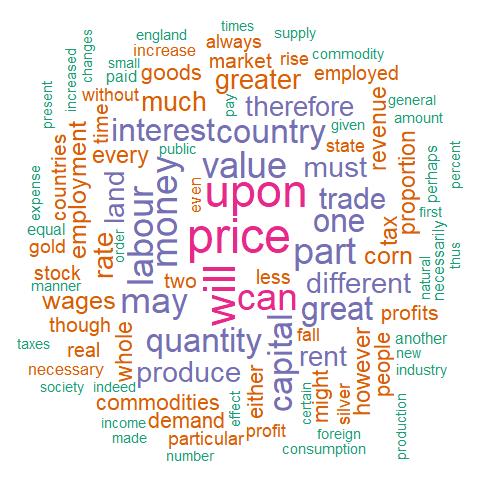 times
england
supply
increase
always
commodity
changes
small
market
rise
paid
goods
greater
employed
increased
without
much
pay
therefore
revenue
general
present
time
interest
country
given
amount
employment
every
public
value
must
state
proportion
percent
countries
land
money
even
upon
trade
perhaps
expense
labour
one
tax
first
equal
order
price
part
corn
necessarily
gold
rate
natural
thus
stock
two
will
can
less
different
manner
wages
may
capital
great
profits
though
quantity
fall
taxes
real
whole
rent
however
people
another
necessary
produce
either
might
new
industry
society
indeed
commodities
effect
certain
silver
production
income
demand
made
particular
profit
foreign
number
consumption